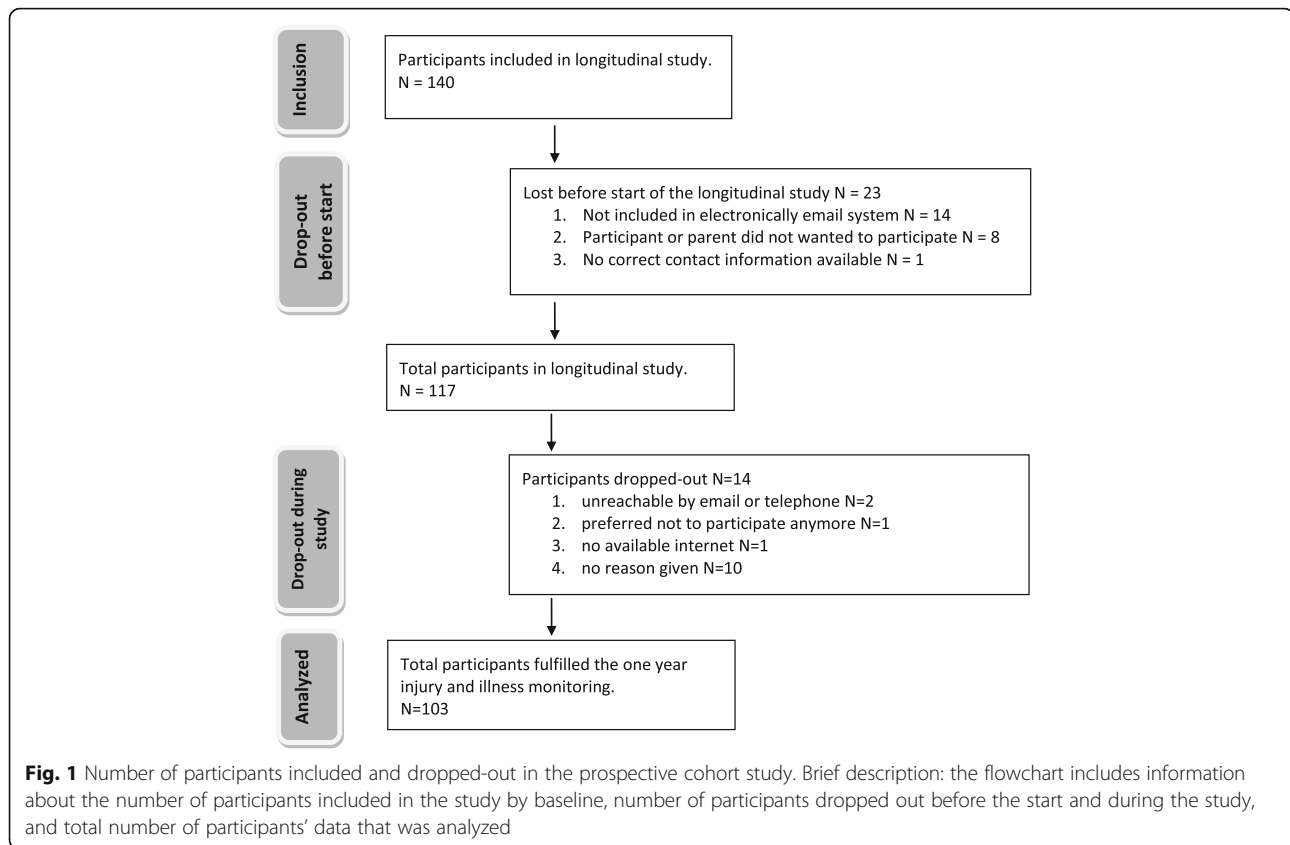 Inclusion
Participants included in longitudinal study.
N = 140
Drop-out
before start
Lost before start of the longitudinal study N = 23
1. Not included in electronically email system N = 14
2. Participant or parent did not wanted to participate N = 8
3. No correct contact information available N = 1
Total participants in longitudinal study.
N = 117
Drop-out during
study
Participants dropped-out N=14
1. unreachable by email or telephone N=2
2. preferred not to participate anymore N=1
3. no available internet N=1
4. no reason given N=10
Analyzed
Total participants fulfilled the one year
injury and illness monitoring.
N=103
Fig. 1 Number of participants included and dropped-out in the prospective cohort study. Brief description: the flowchart includes information
about the number of participants included in the study by baseline, number of participants dropped out before the start and during the study,
and total number of participants' data that was analyzed